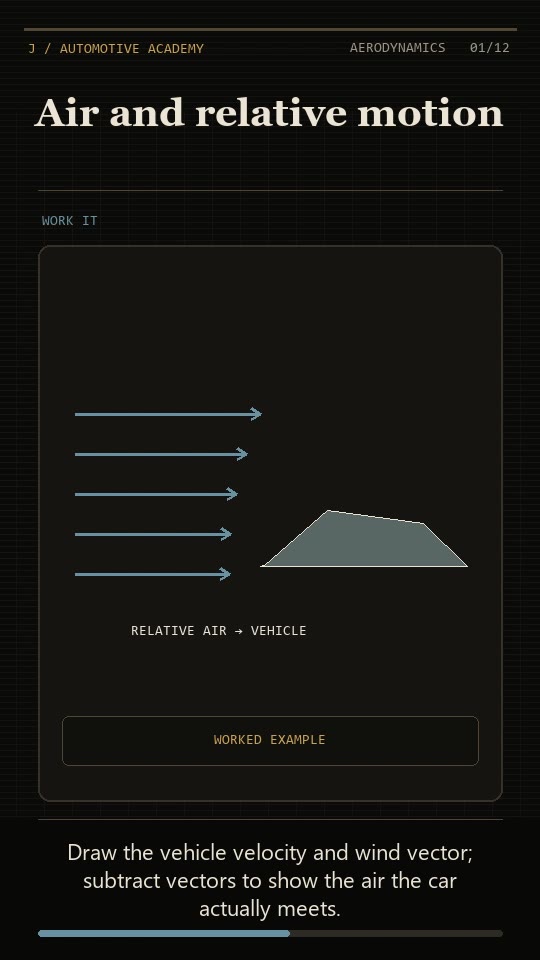 J / AUTOMOTIVE ACADEMY
AERODYNAMICS 01/12
Air and relative motion
WORK IT
RELATIVE AIR → VEHICLE
WORKED EXAMPLE
Draw the vehicle velocity and wind vector;
subtract vectors to show the air the car
actually meets.